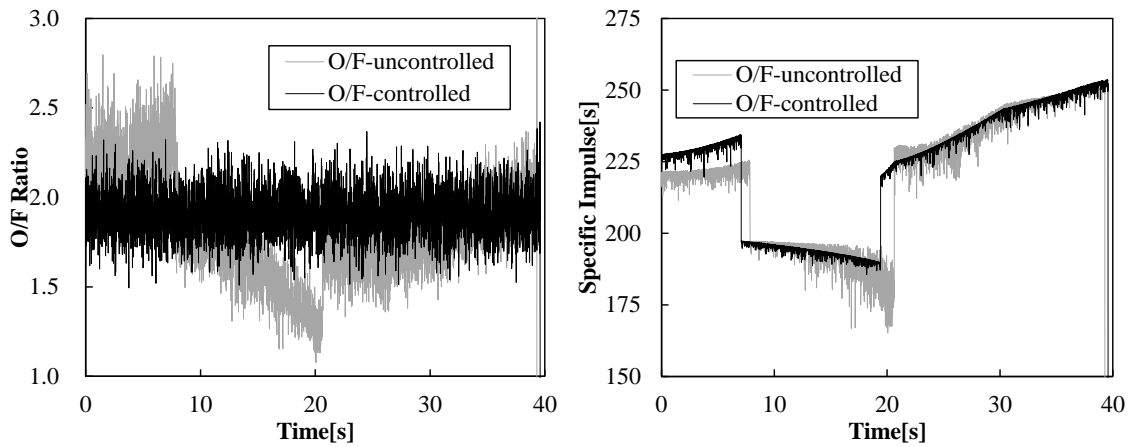 3.0
2.5
2.0
1.5
1.0
O/F Ratio
O/F-uncontrolled
O/F-controlled
0 10 20 30 40
Time[s]
275
250
225
200
175
150
Specific Impulse[s]
O/F-uncontrolled
O/F-controlled
0 10 20 30 40
Time[s]